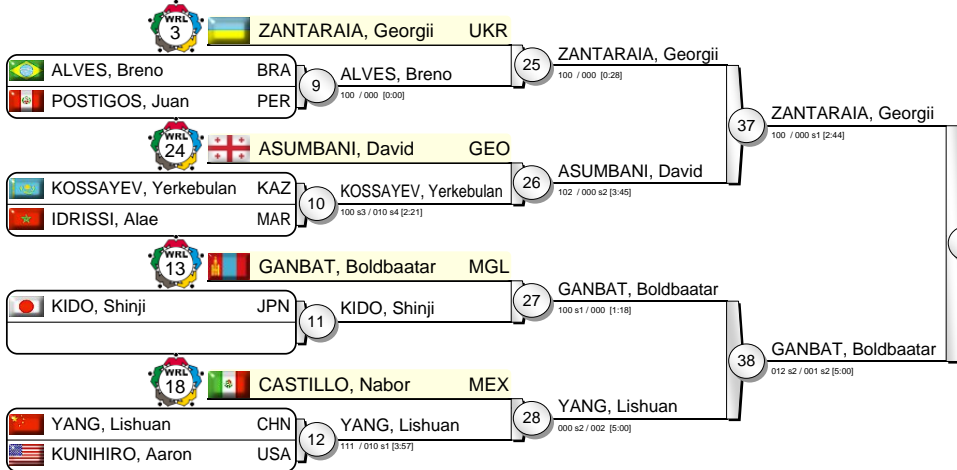 WRL
3
ZANTARAIA, Georgii UKR
ALVES, Breno BRA
POSTIGOS, Juan PER
9
ALVES, Breno
100 / 000 [0:00]
25
ZANTARAIA, Georgii
100 / 000 [0:28]
WRL
24
ASUMBANI, David GEO
KOSSAYEV, Yerkebulan KAZ
IDRISSI, Alae MAR
10
KOSSAYEV, Yerkebulan
100 s3 / 010 s4 [2:21]
26
ASUMBANI, David
102 / 000 s2 [3:45]
37
ZANTARAIA, Georgii
100 / 000 s1 [2:44]
WRL
13
GANBAT, Boldbaatar MGL
KIDO, Shinji JPN
11
KIDO, Shinji
27
GANBAT, Boldbaatar
100 s1 / 000 [1:18]
WRL
18
CASTILLO, Nabor MEX
YANG, Lishuan CHN
KUNIHIRO, Aaron USA
12
YANG, Lishuan
111 / 010 s1 [3:57]
28
YANG, Lishuan
000 s2 / 002 [5:00]
38
GANBAT, Boldbaatar
012 s2 / 001 s2 [5:00]